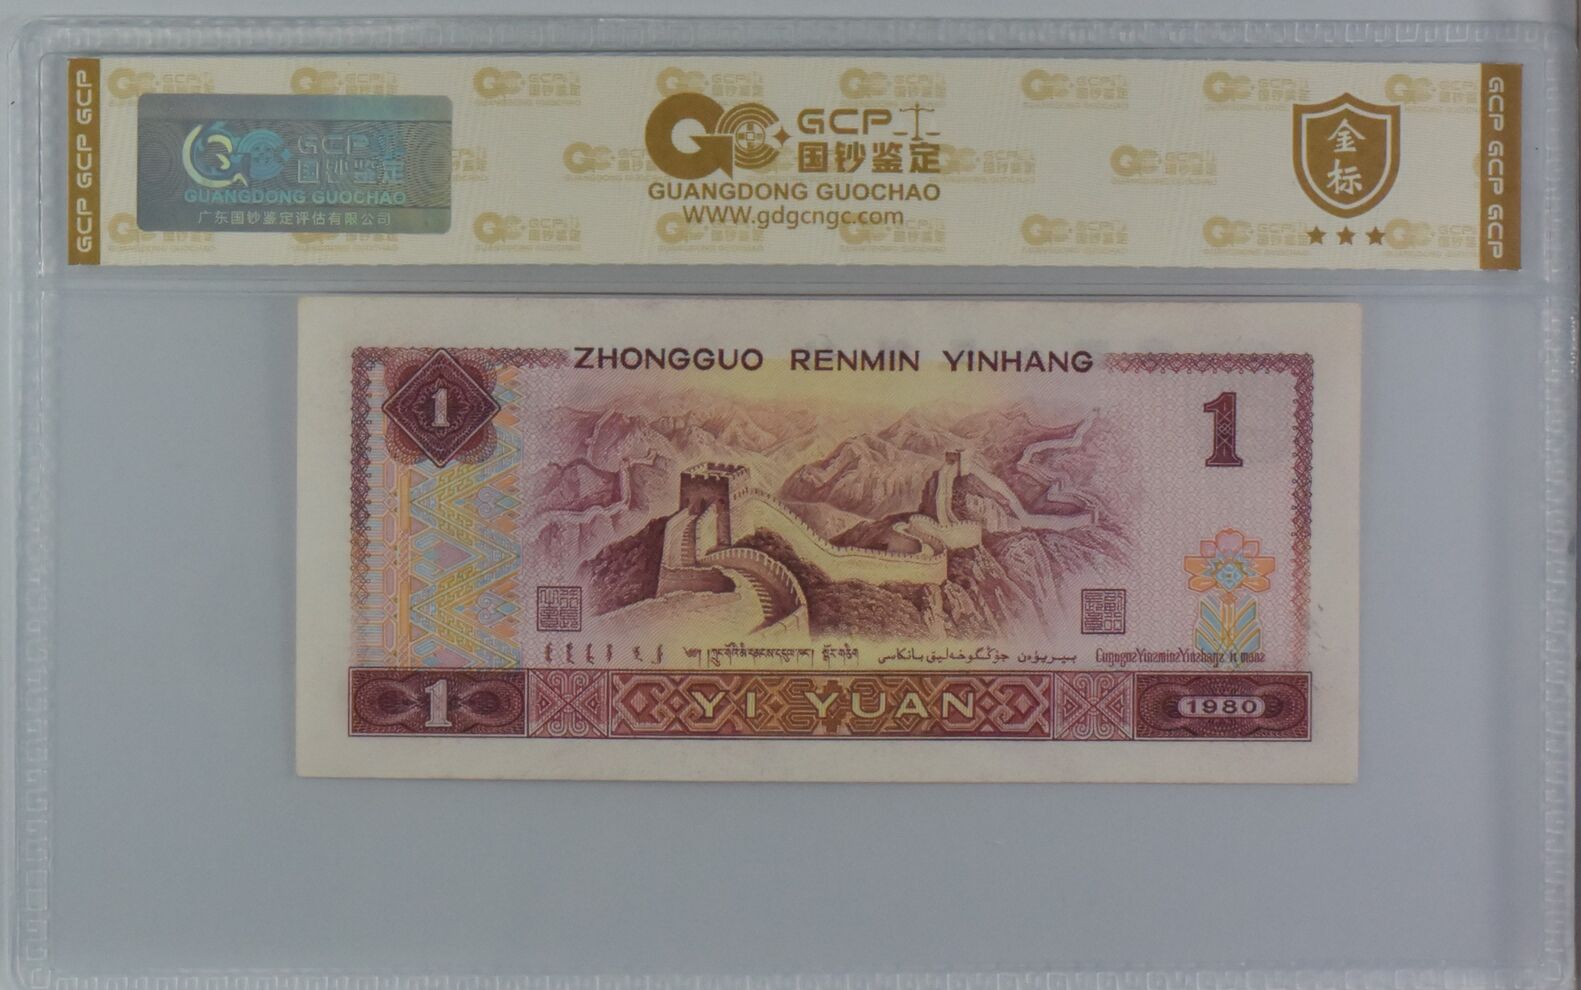 GCP GCP GCP
GCP
国钞鉴定
GUANGDONG GUOCHAO
广东国钞鉴定评估有限公司
GCP
国钞鉴定
GUANGDONG GUOCHAO
WWW.gdgcngc.com
金
标
GCP GCP GCP
ZHONGGUO RENMIN YINHANG
1
1
1
YI YUAN
1980